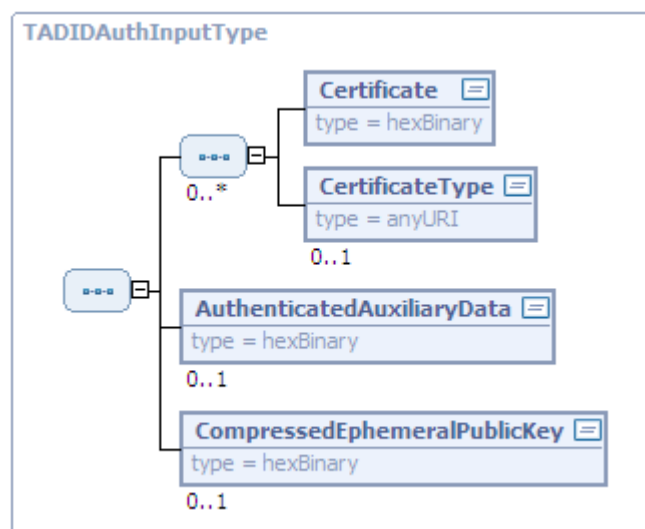 TADIDAuthInputType
Certificate
type = hexBinary
0..*
CertificateType
type = anyURI
0..1
AuthenticatedAuxiliaryData
type = hexBinary
0..1
CompressedEphemeralPublicKey
type = hexBinary
0..1